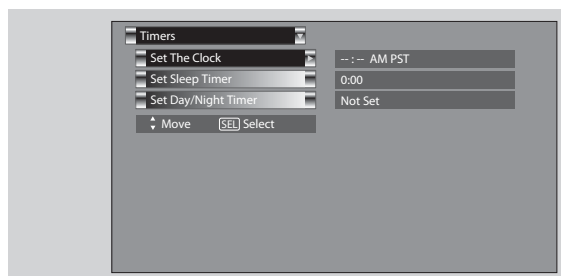 Timers
Set The Clock -- : -- AM PST
Set Sleep Timer 0:00
Set Day/Night Timer Not Set
Move SEL Select